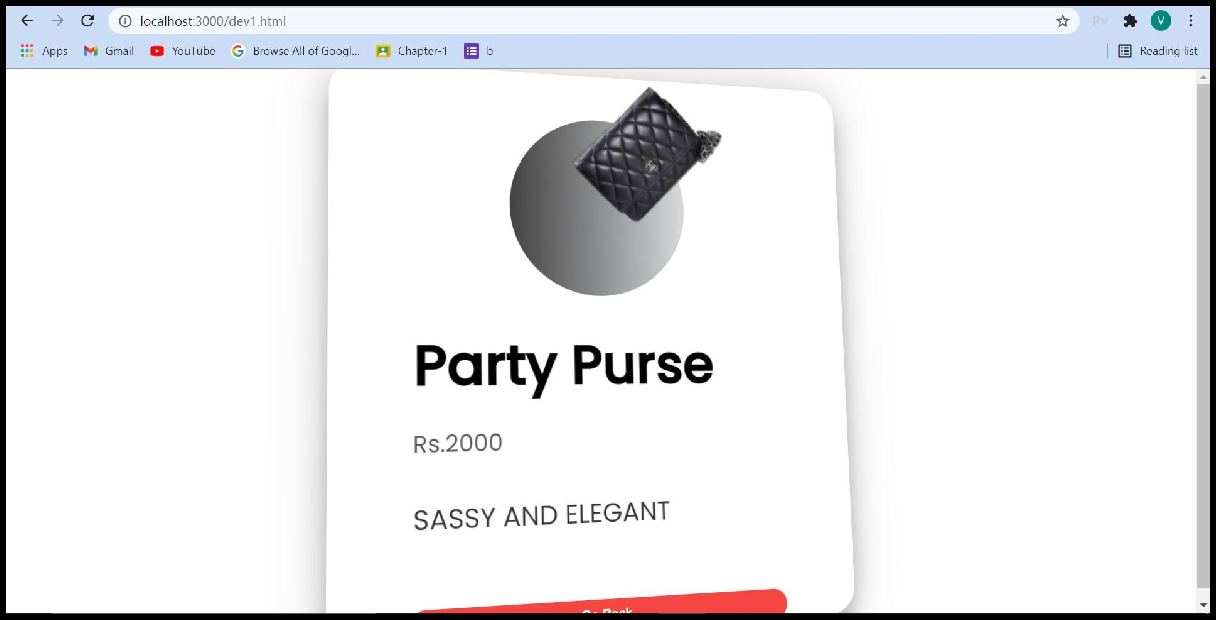 localhost:3000/dev1.html
Pv V
Apps Gmail YouTube Browse All of Googl... Chapter-1 b Reading list
Party Purse
Rs.2000
SASSY AND ELEGANT